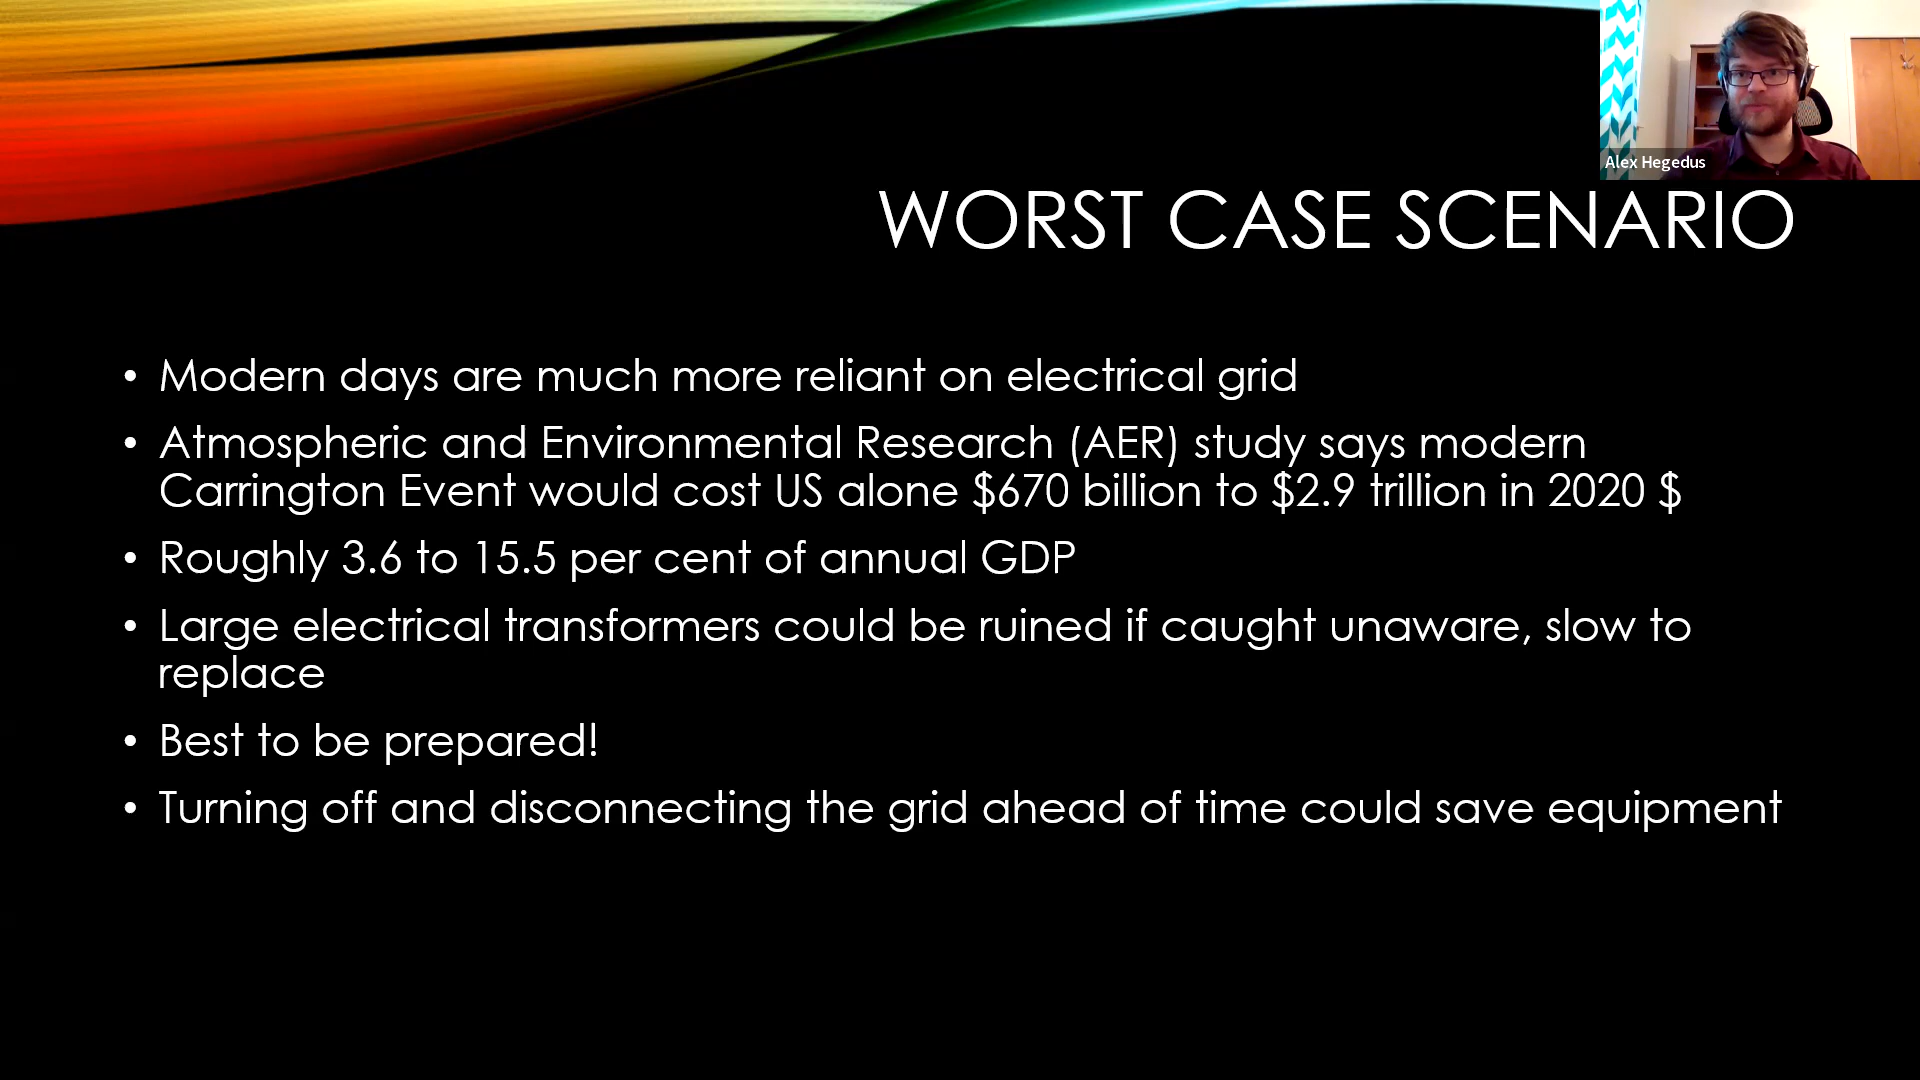 Alex Hegedus
WORST CASE SCENARIO
• Modern days are much more reliant on electrical grid
• Atmospheric and Environmental Research (AER) study says modern
Carrington Event would cost US alone $670 billion to $2.9 trillion in 2020 $
• Roughly 3.6 to 15.5 per cent of annual GDP
• Large electrical transformers could be ruined if caught unaware, slow to
replace
• Best to be prepared!
• Turning off and disconnecting the grid ahead of time could save equipment